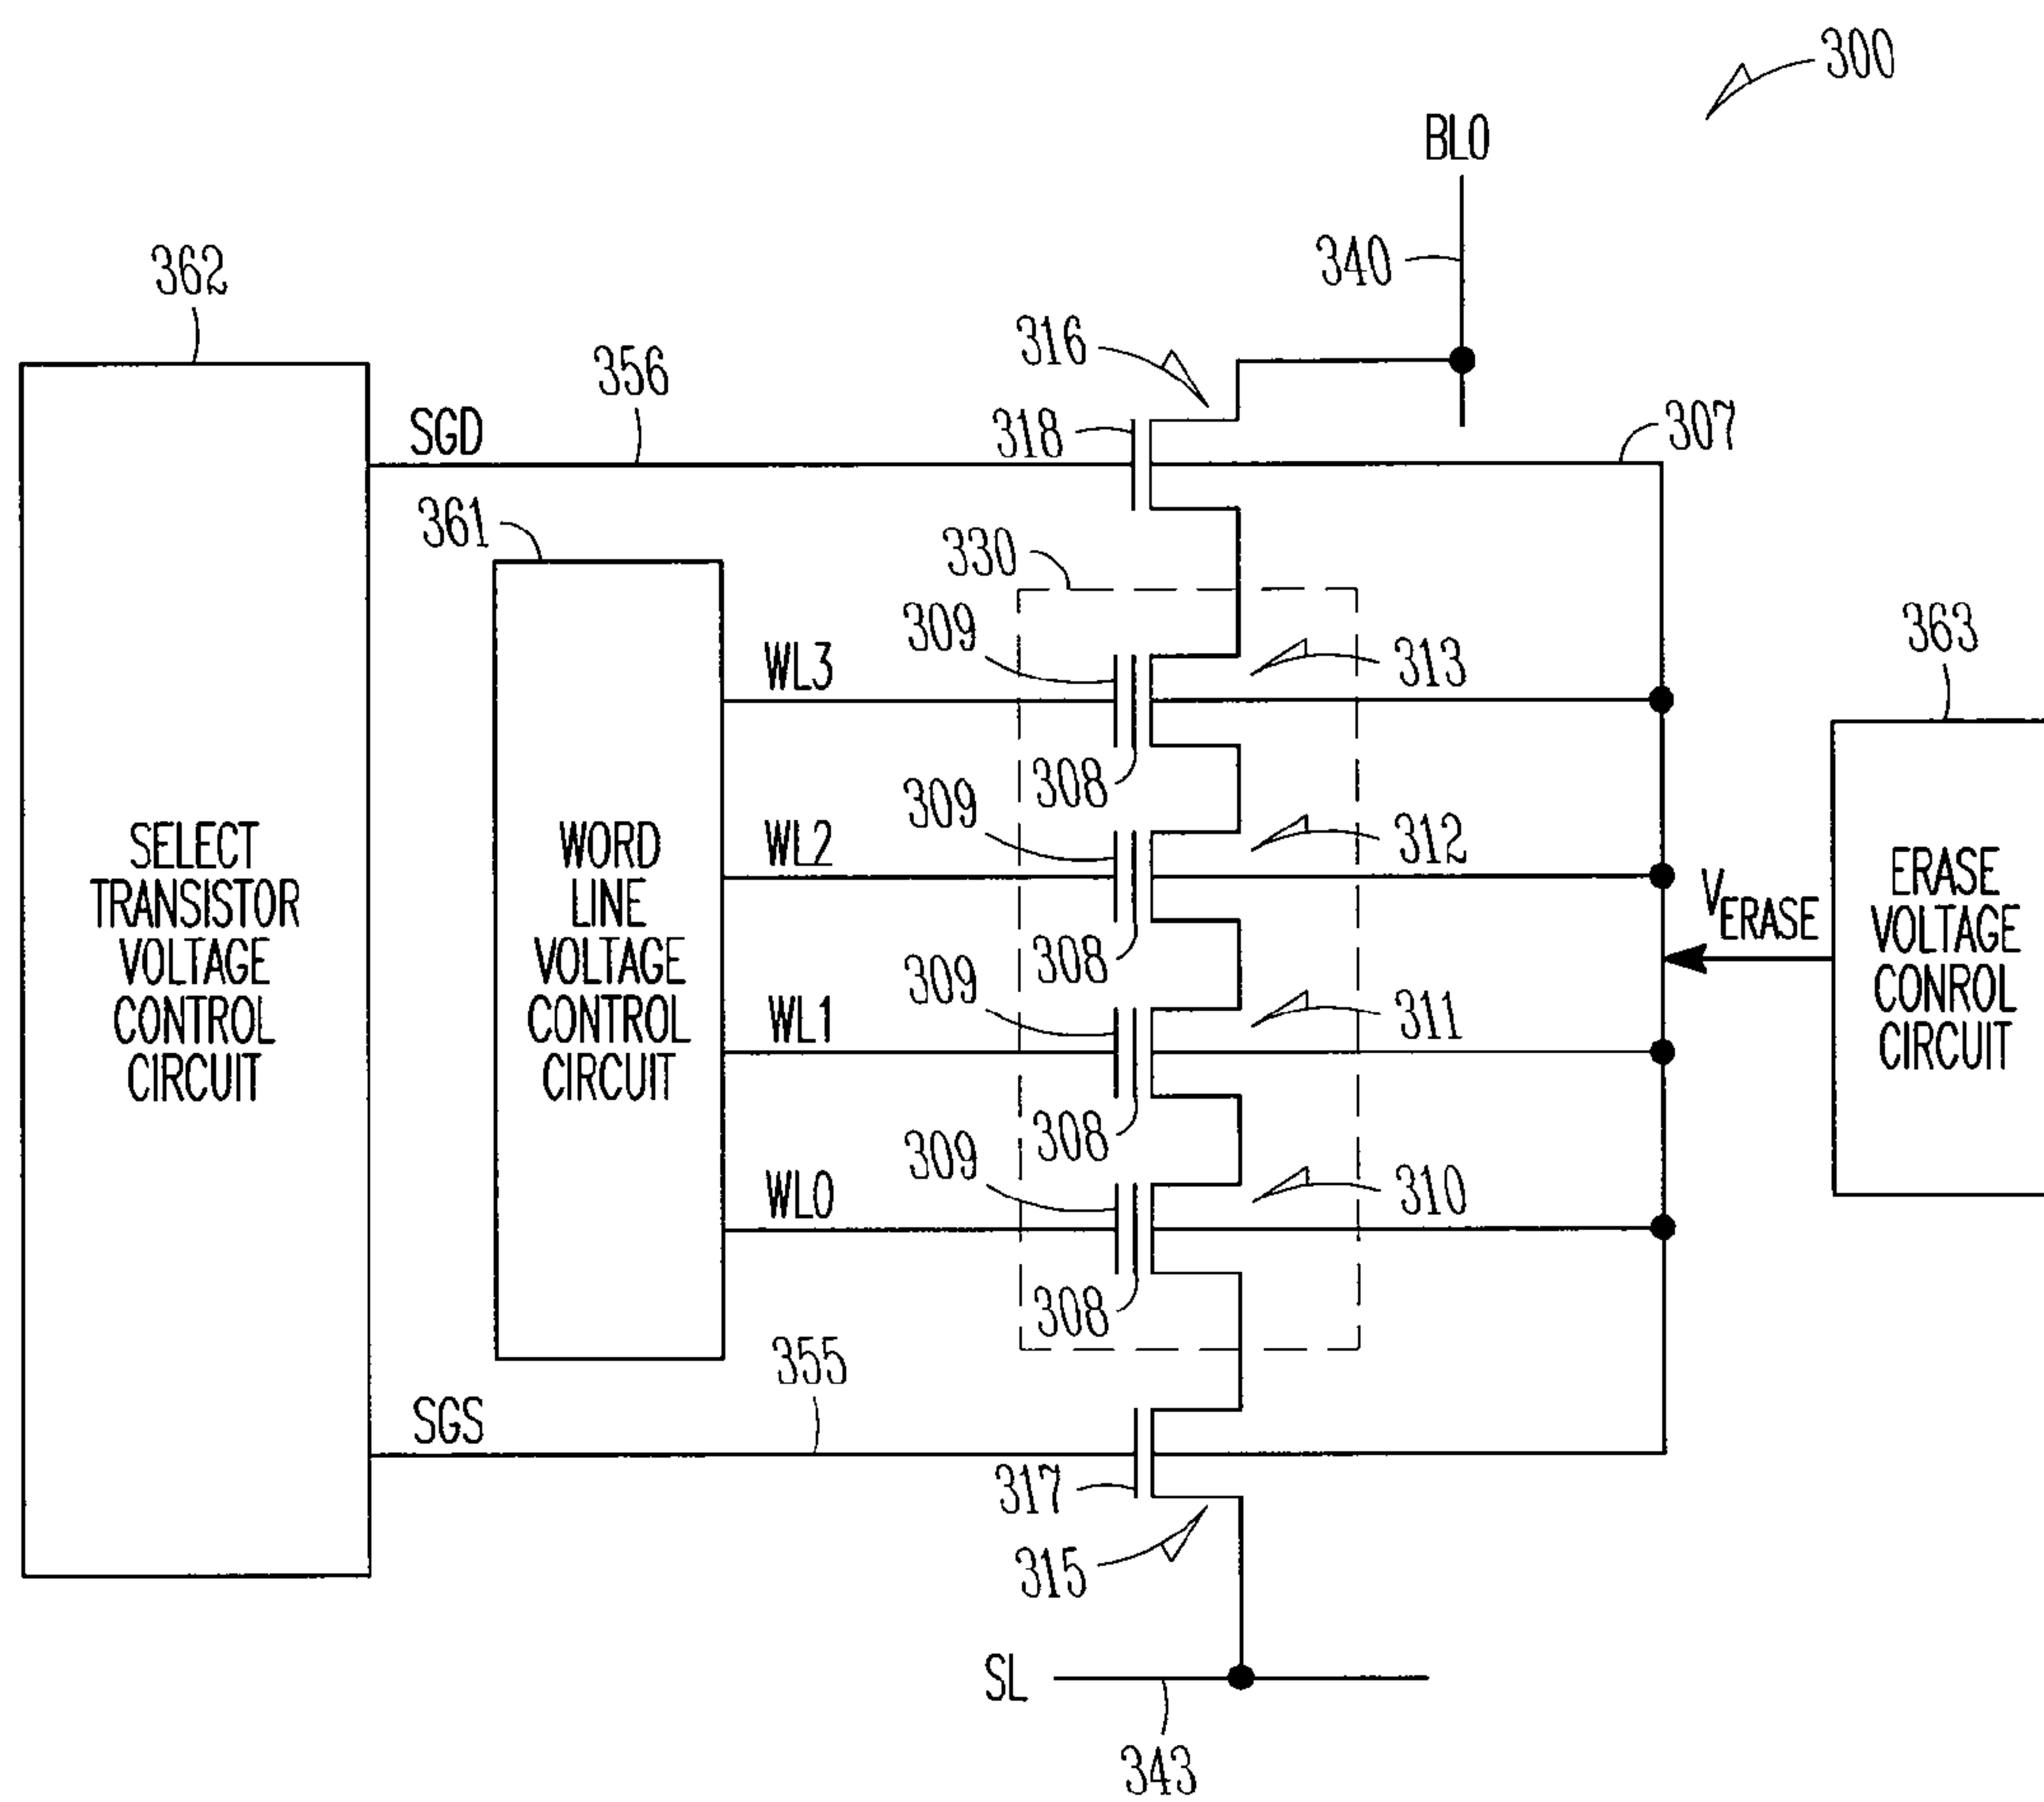 300
BL0
340
362
316
356
318
SGD
307
361
330
309
WL3
313
363
308
309
WL2
312
308
309
WL1
311
308
309
WL0
310
308
SELECT
TRANSISTOR
VOLTAGE
CONTROL
CIRCUIT
WORD
LINE
VOLTAGE
CONTROL
CIRCUIT
VERASE
ERASE
VOLTAGE
CONROL
CIRCUIT
355
SGS
317
315
SL
343